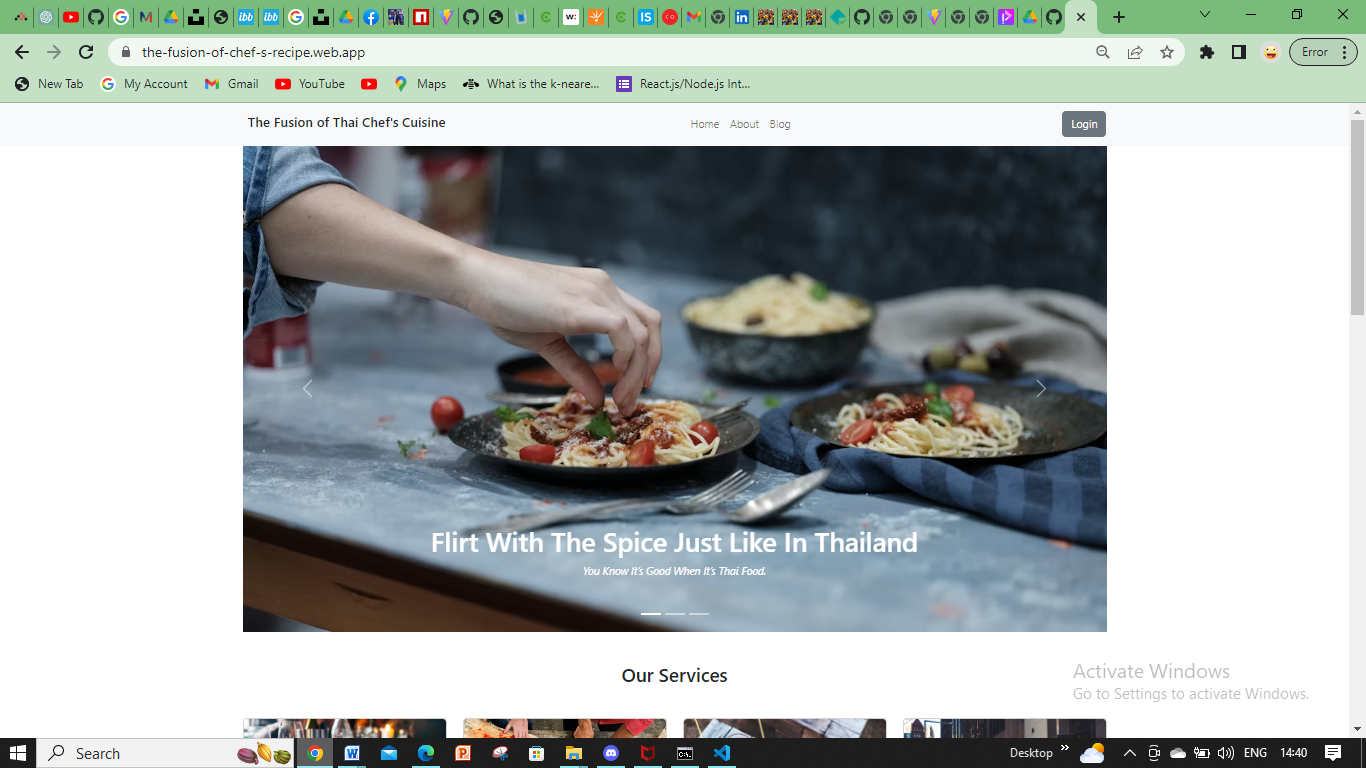 the-fusion-of-chef-s-recipe.web.app
Error
New Tab
My Account
Gmail
YouTube
Maps
What is the k-neare...
React.js/Node.js Int...
The Fusion of Thai Chef's Cuisine
Home
About
Blog
Login
Flirt With The Spice Just Like In Thailand
You Know It's Good When It's Thai Food.
Our Services
Activate Windows
Go to Settings to activate Windows.
Search
Desktop
ENG
14:40